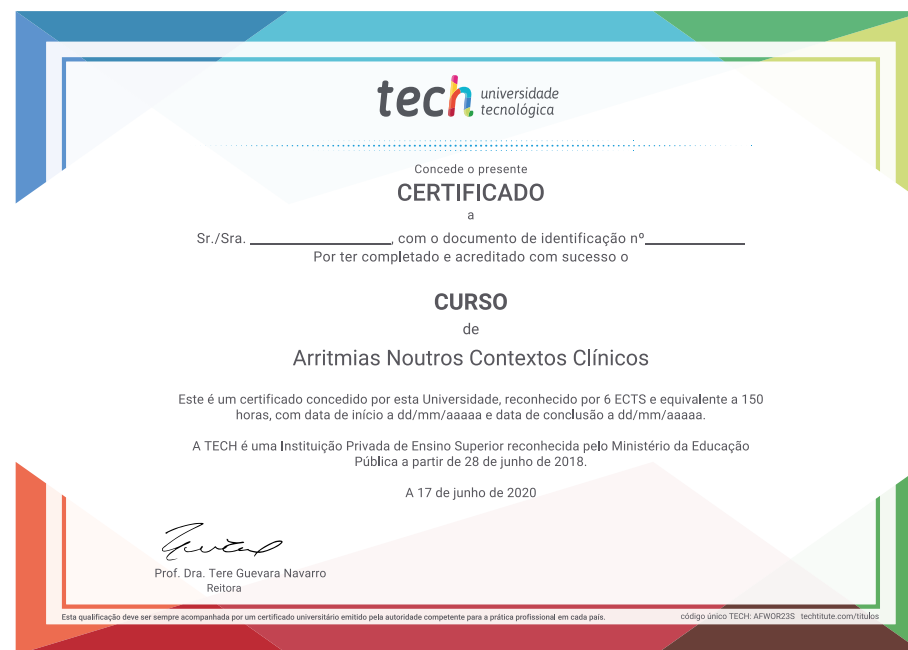 tech universidade
tecnológica
Concede o presente
CERTIFICADO
a
Sr./Sra. ____________________, com o documento de identificação nº______________
Por ter completado e acreditado com sucesso o
CURSO
de
Arritmias Noutros Contextos Clínicos
Este é um certificado concedido por esta Universidade, reconhecido por 6 ECTS e equivalente a 150
horas, com data de início a dd/mm/aaaaa e data de conclusão a dd/mm/aaaaa.
A TECH é uma Instituição Privada de Ensino Superior reconhecida pelo Ministério da Educação
Pública a partir de 28 de junho de 2018.
A 17 de junho de 2020
Prof. Dra. Tere Guevara Navarro
Reitora
Esta qualificação deve ser sempre acompanhada por um certificado universitário emitido pela autoridade competente para a prática profissional em cada país.
código único TECH: AFWOR23S techtitute.com/titulos